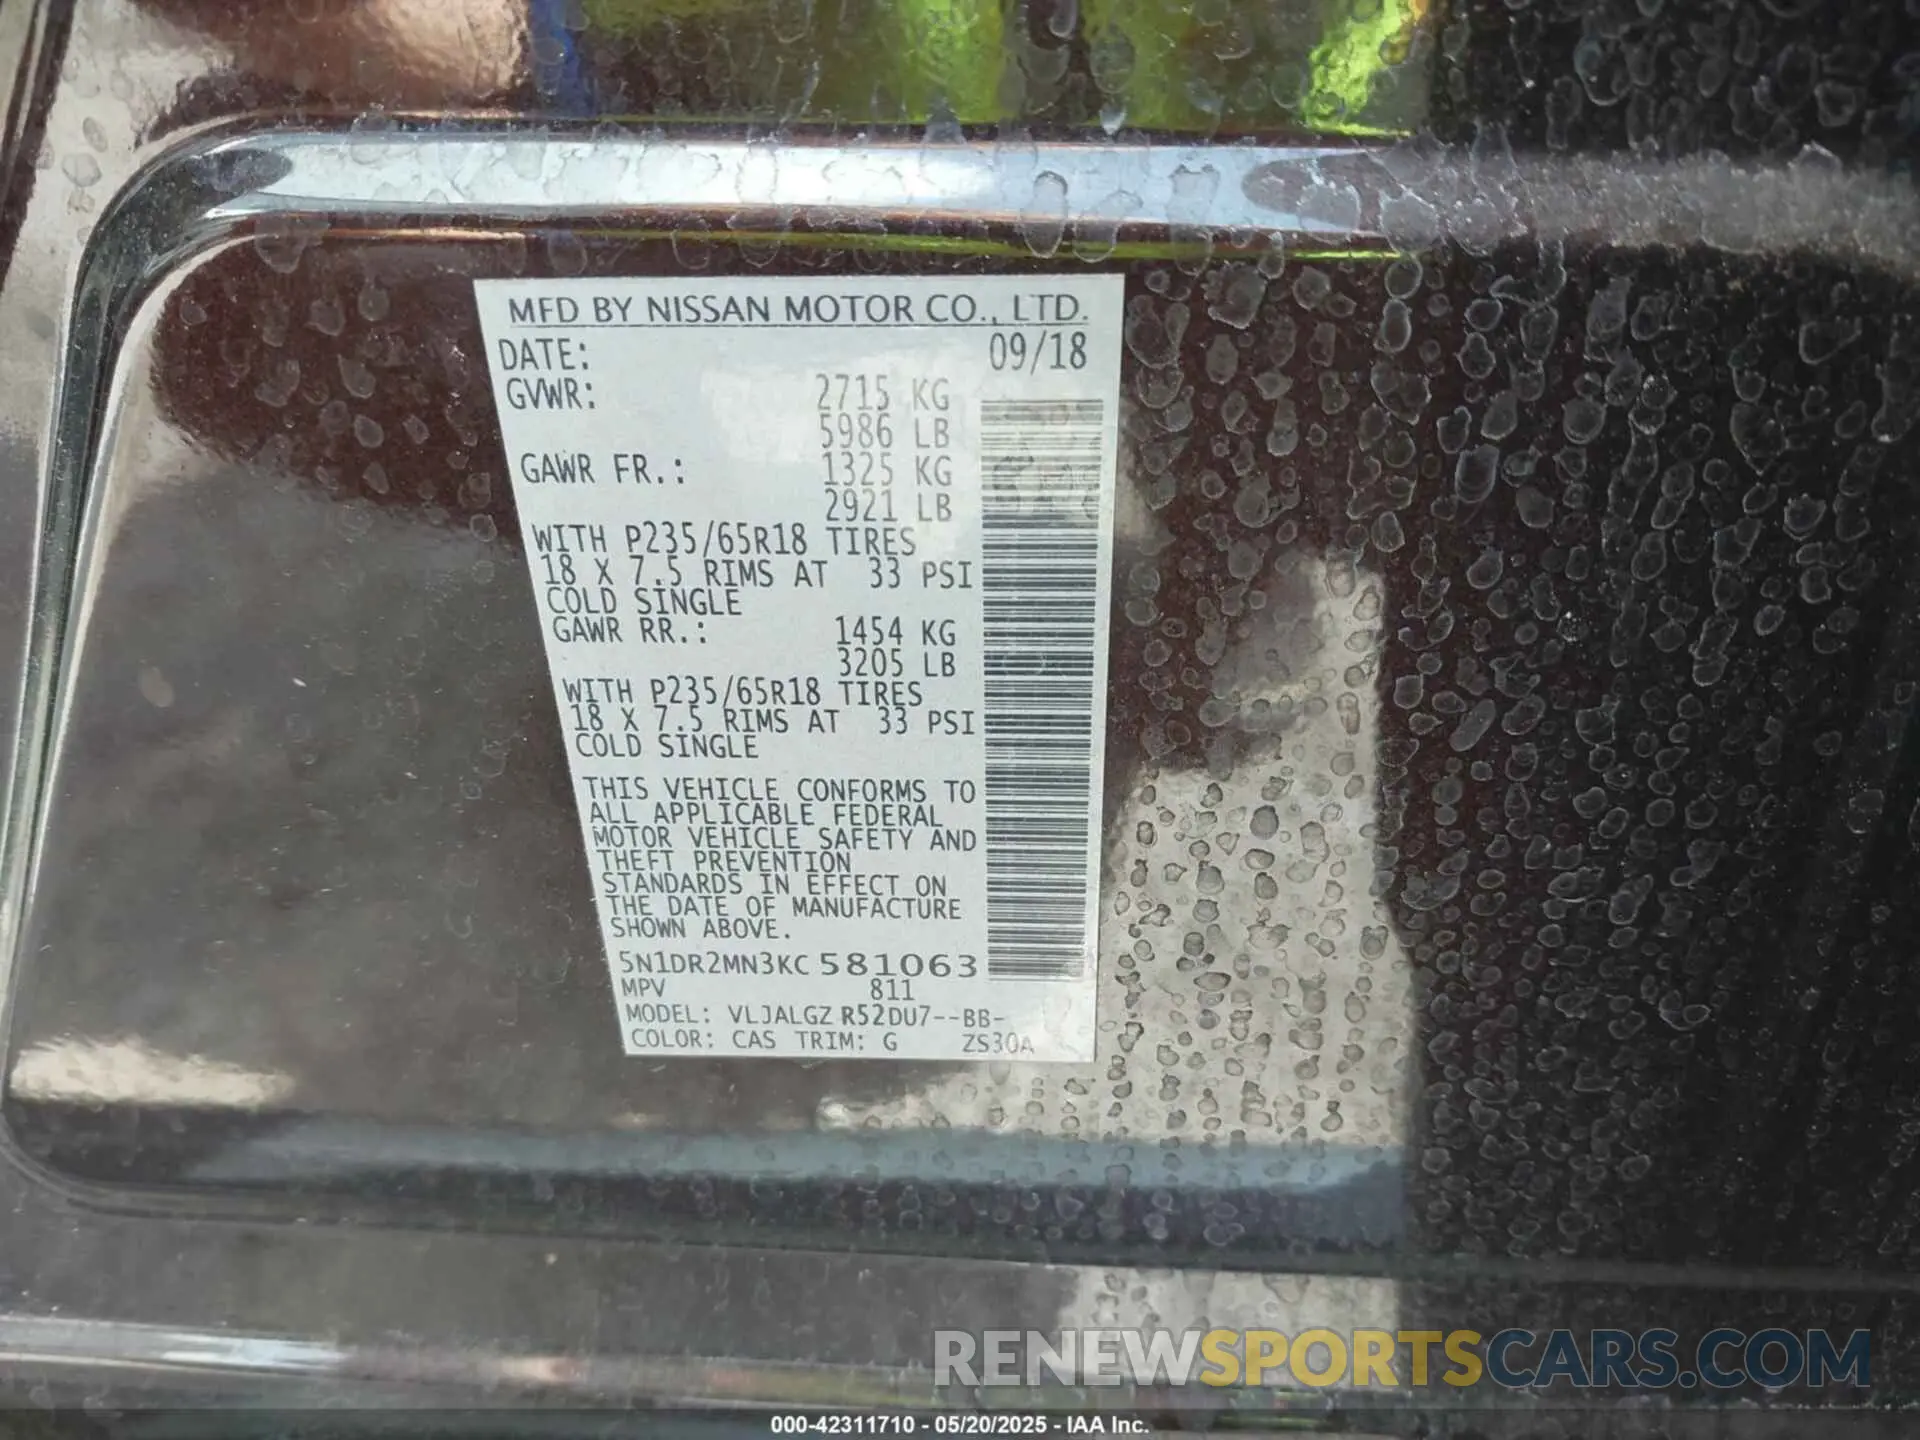 MFD BY NISSAN MOTOR CO., LTD.
DATE: 09/18
GVWR: 2715 KG
5986 LB
GAWR FR.: 1325 KG
2921 LB
WITH P235/65R18 TIRES
18 X 7.5 RIMS AT 33 PSI
COLD SINGLE
GAWR RR.: 1454 KG
3205 LB
WITH P235/65R18 TIRES
18 X 7.5 RIMS AT 33 PSI
COLD SINGLE
THIS VEHICLE CONFORMS TO
ALL APPLICABLE FEDERAL
MOTOR VEHICLE SAFETY AND
THEFT PREVENTION
STANDARDS IN EFFECT ON
THE DATE OF MANUFACTURE
SHOWN ABOVE.
5N1DR2MN3KC581063
MPV 811
MODEL: VLJALGZ R52DU7--BB-
COLOR: CAS TRIM: G ZS30A
RENEWSPORTSCARS.COM
000-42311710 - 05/20/2025 - IAA Inc.